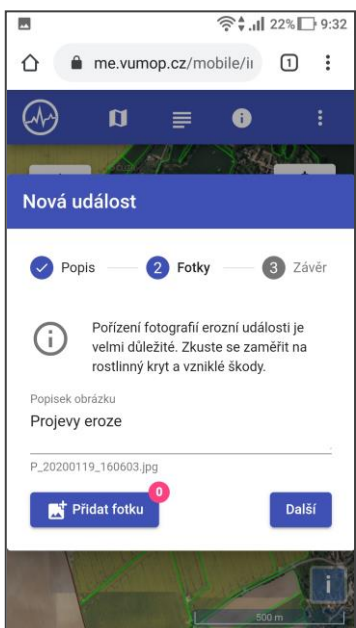 22% 9:32
me.vumop.cz/mobile/i 1
Nová událost
Popis 2 Fotky 3 Závěr
Pořízení fotografií erozní události je
velmi důležité. Zkuste se zaměřit na
rostlinný kryt a vzniklé škody.
Popisek obrázku
Projevy eroze
P_20200119_160603.jpg
0
Přidat fotku Další
500 m